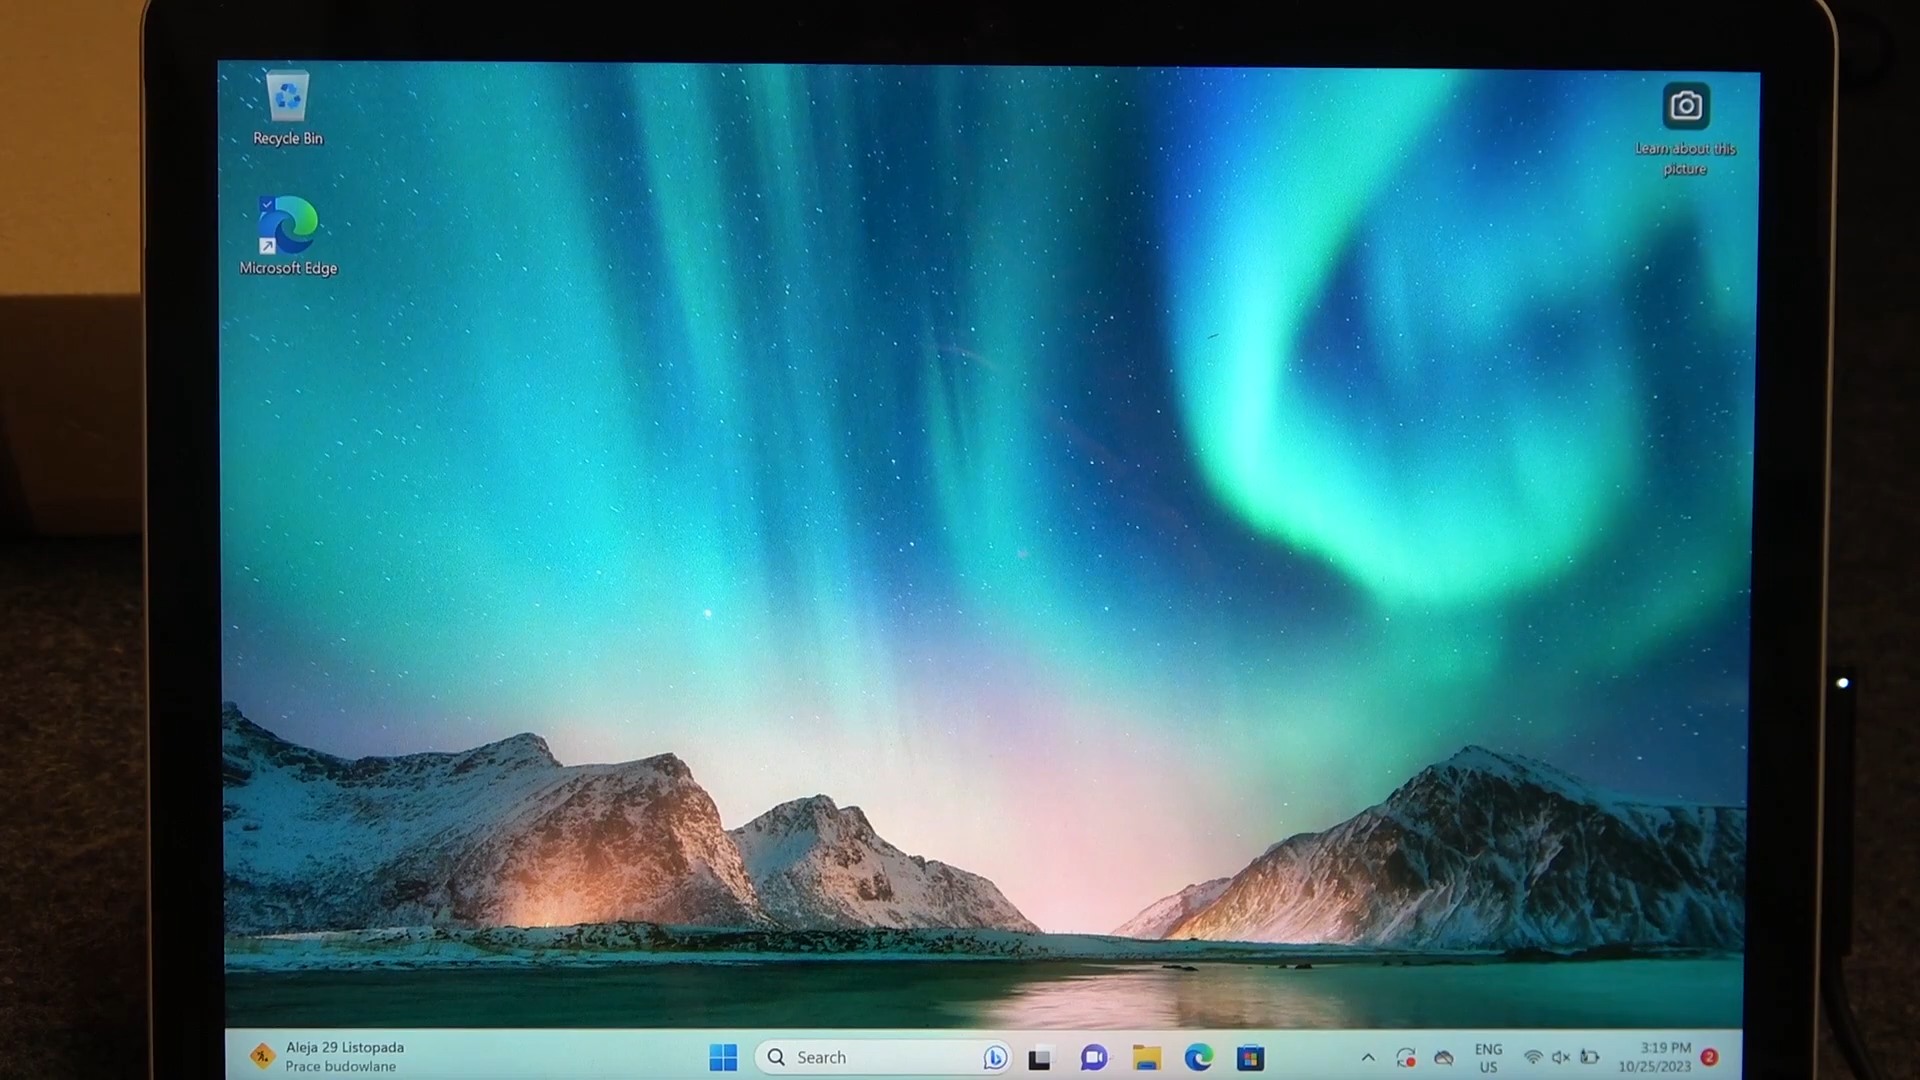 Recycle Bin
Microsoft Edge
Learn about this
picture
Aleja 29 Listopada
Prace budowlane
Search
ENG
US
3:19 PM
10/25/2023
2